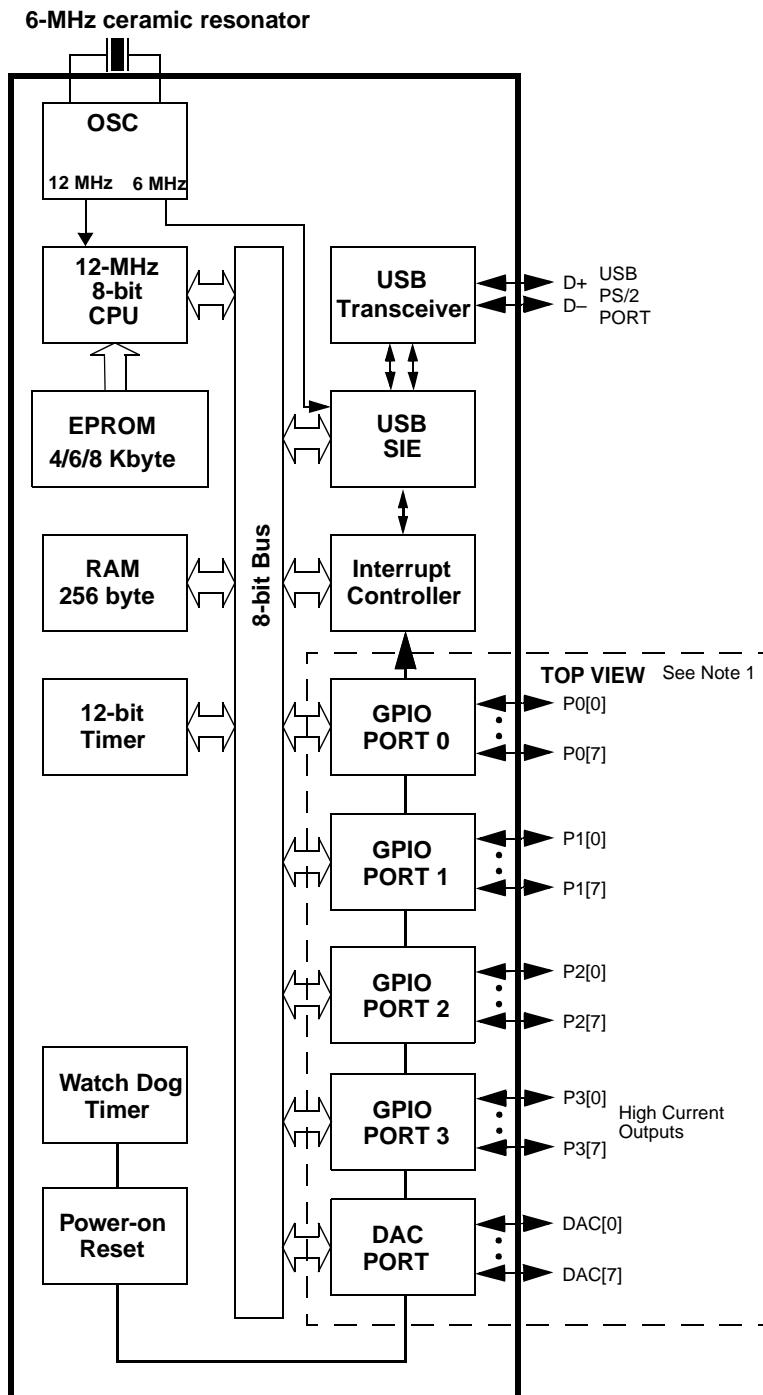 6-MHz ceramic resonator
OSC
12 MHz
6 MHz
12-MHz
8-bit
CPU
USB
Transceiver
D+
D–
USB
PS/2
PORT
EPROM
4/6/8 Kbyte
USB
SIE
8-bit Bus
RAM
256 byte
Interrupt
Controller
TOP VIEW
See Note 1
12-bit
Timer
GPIO
PORT 0
P0[0]
P0[7]
GPIO
PORT 1
P1[0]
P1[7]
GPIO
PORT 2
P2[0]
P2[7]
Watch Dog
Timer
GPIO
PORT 3
P3[0]
High Current
Outputs
P3[7]
Power-on
Reset
DAC
PORT
DAC[0]
DAC[7]